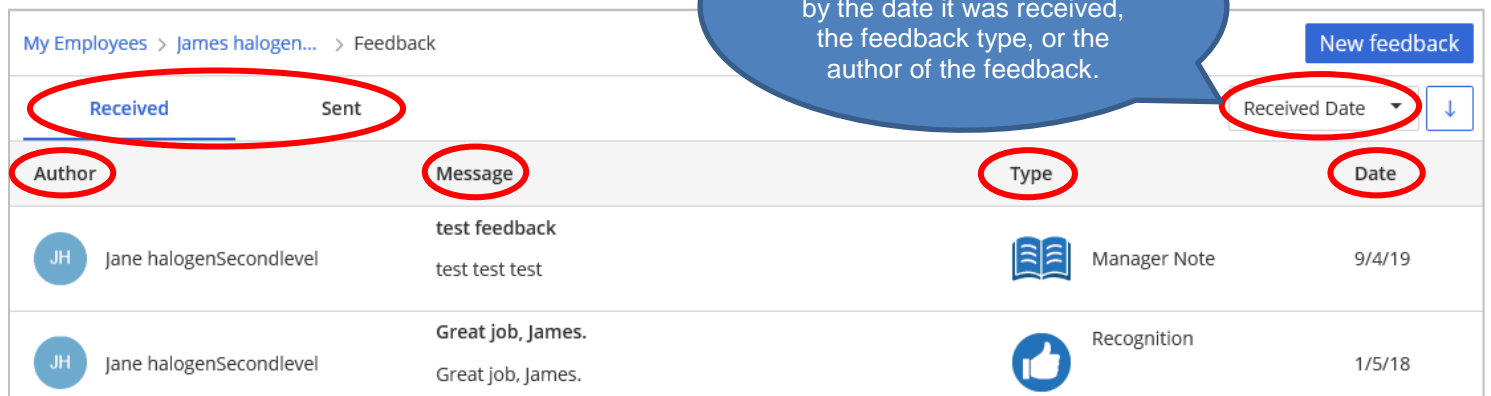 by the date it was received,
the feedback type, or the
author of the feedback.
My Employees > James halogen... > Feedback
New feedback
Received Sent
Received Date ↓
Author Message Type Date
test feedback
JH Jane halogenSecondlevel Manager Note 9/4/19
test test test
Great job, James.
Recognition
JH Jane halogenSecondlevel 1/5/18
Great job, James.